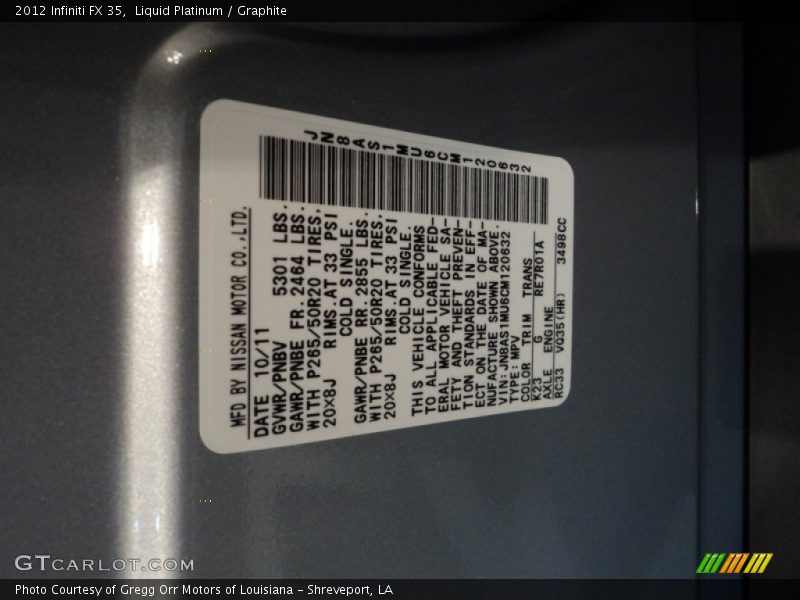 2012 Infiniti FX 35,  Liquid Platinum / Graphite
MFD BY NISSAN MOTOR CO.,LTD.
DATE 10/11
GVWR/PNBV 5301 LBS.
GAWR/PNBE FR. 2464 LBS.
WITH P265/50R20 TIRES,
20×8J RIMS.AT 33 PSI
COLD SINGLE.
GAWR/PNBE RR. 2855 LBS.
WITH P265/50R20 TIRES,
20×8J RIMS.AT 33 PSI
COLD SINGLE.
THIS VEHICLE CONFORMS
TO ALL APPLICABLE FED-
ERAL MOTOR VEHICLE SA-
FETY AND THEFT PREVEN-
TION STANDARDS IN EFF-
ECT ON THE DATE OF MA-
NUFACTURE SHOWN ABOVE.
VIN:JN8AS1MU6CM120632
TYPE:MPV
COLOR TRIM TRANS
K23 G RE7R01A
AXLE ENGINE
RC33 VQ35(HR) 3498CC
JN8AS1MU6CM120632
GTCARLOT.COM
Photo Courtesy of Gregg Orr Motors of Louisiana - Shreveport, LA